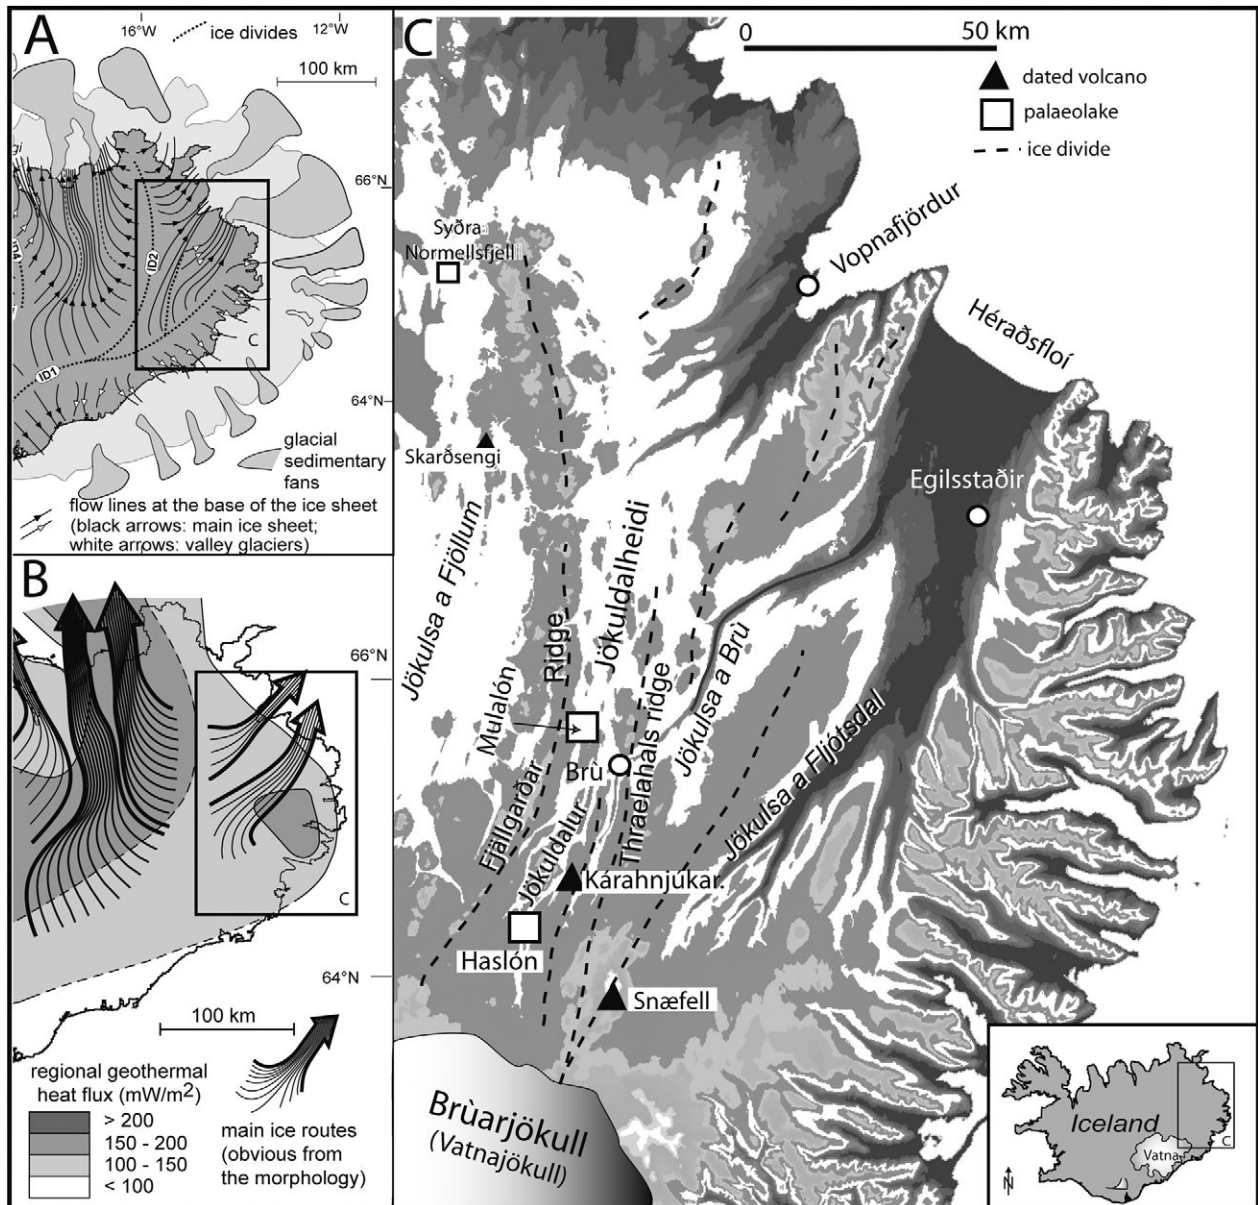 A
16°W
12°W
ice divides
100 km
gi
66°N
ID4
ID2
C
ID1
64°N
glacial
sedimentary
fans
flow lines at the base of the ice sheet
(black arrows: main ice sheet;
white arrows: valley glaciers)
B
66°N
C
64°N
100 km
regional geothermal
heat flux (mW/m2)
> 200
150 - 200
100 - 150
< 100
main ice routes
(obvious from
the morphology)
C
0
50 km
dated volcano
palaeolake
ice divide
Syðra
Normellsfjell
Vopnafjördur
Héraðsfloí
Skarðsengi
Egilsstaðir
Jökulsa a Fjöllum
Ridge
Jökuldalheidi
Mulalón
Thraelahals ridge
Jökulsa a Brù
Brù
Jökulsa a Fljótsdal
Fjällgarðar
Jökuldalur
Kárahnjúkar.
Haslón
Snæfell
Brùarjökull
(Vatnajökull)
Iceland
Vatna
C
N